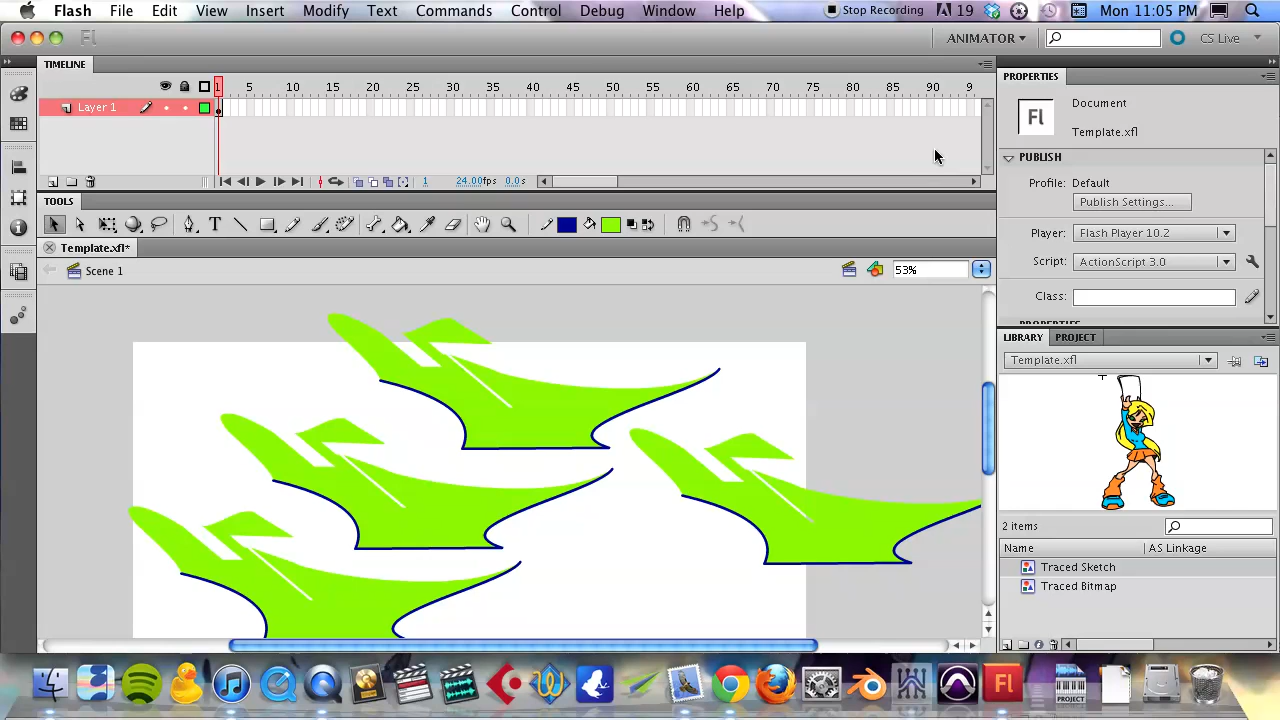 Flash File Edit View Insert Modify Text Commands Control Debug Window Help Stop Recording 19 Mon 11:05 PM
Fl ANIMATOR CS Live
TIMELINE
1 5 10 15 20 25 30 35 40 45 50 55 60 65 70 75 80 85 90 9
Layer 1
1 24.00fps 0.0s
TOOLS
Template.xfl*
Scene 1 53%
PROPERTIES
Fl Document
Template.xfl
PUBLISH
Profile: Default
Publish Settings...
Player: Flash Player 10.2
Script: ActionScript 3.0
Class:
LIBRARY PROJECT
Template.xfl
2 items
Name AS Linkage
Traced Sketch
Traced Bitmap
Fl
PROJECT